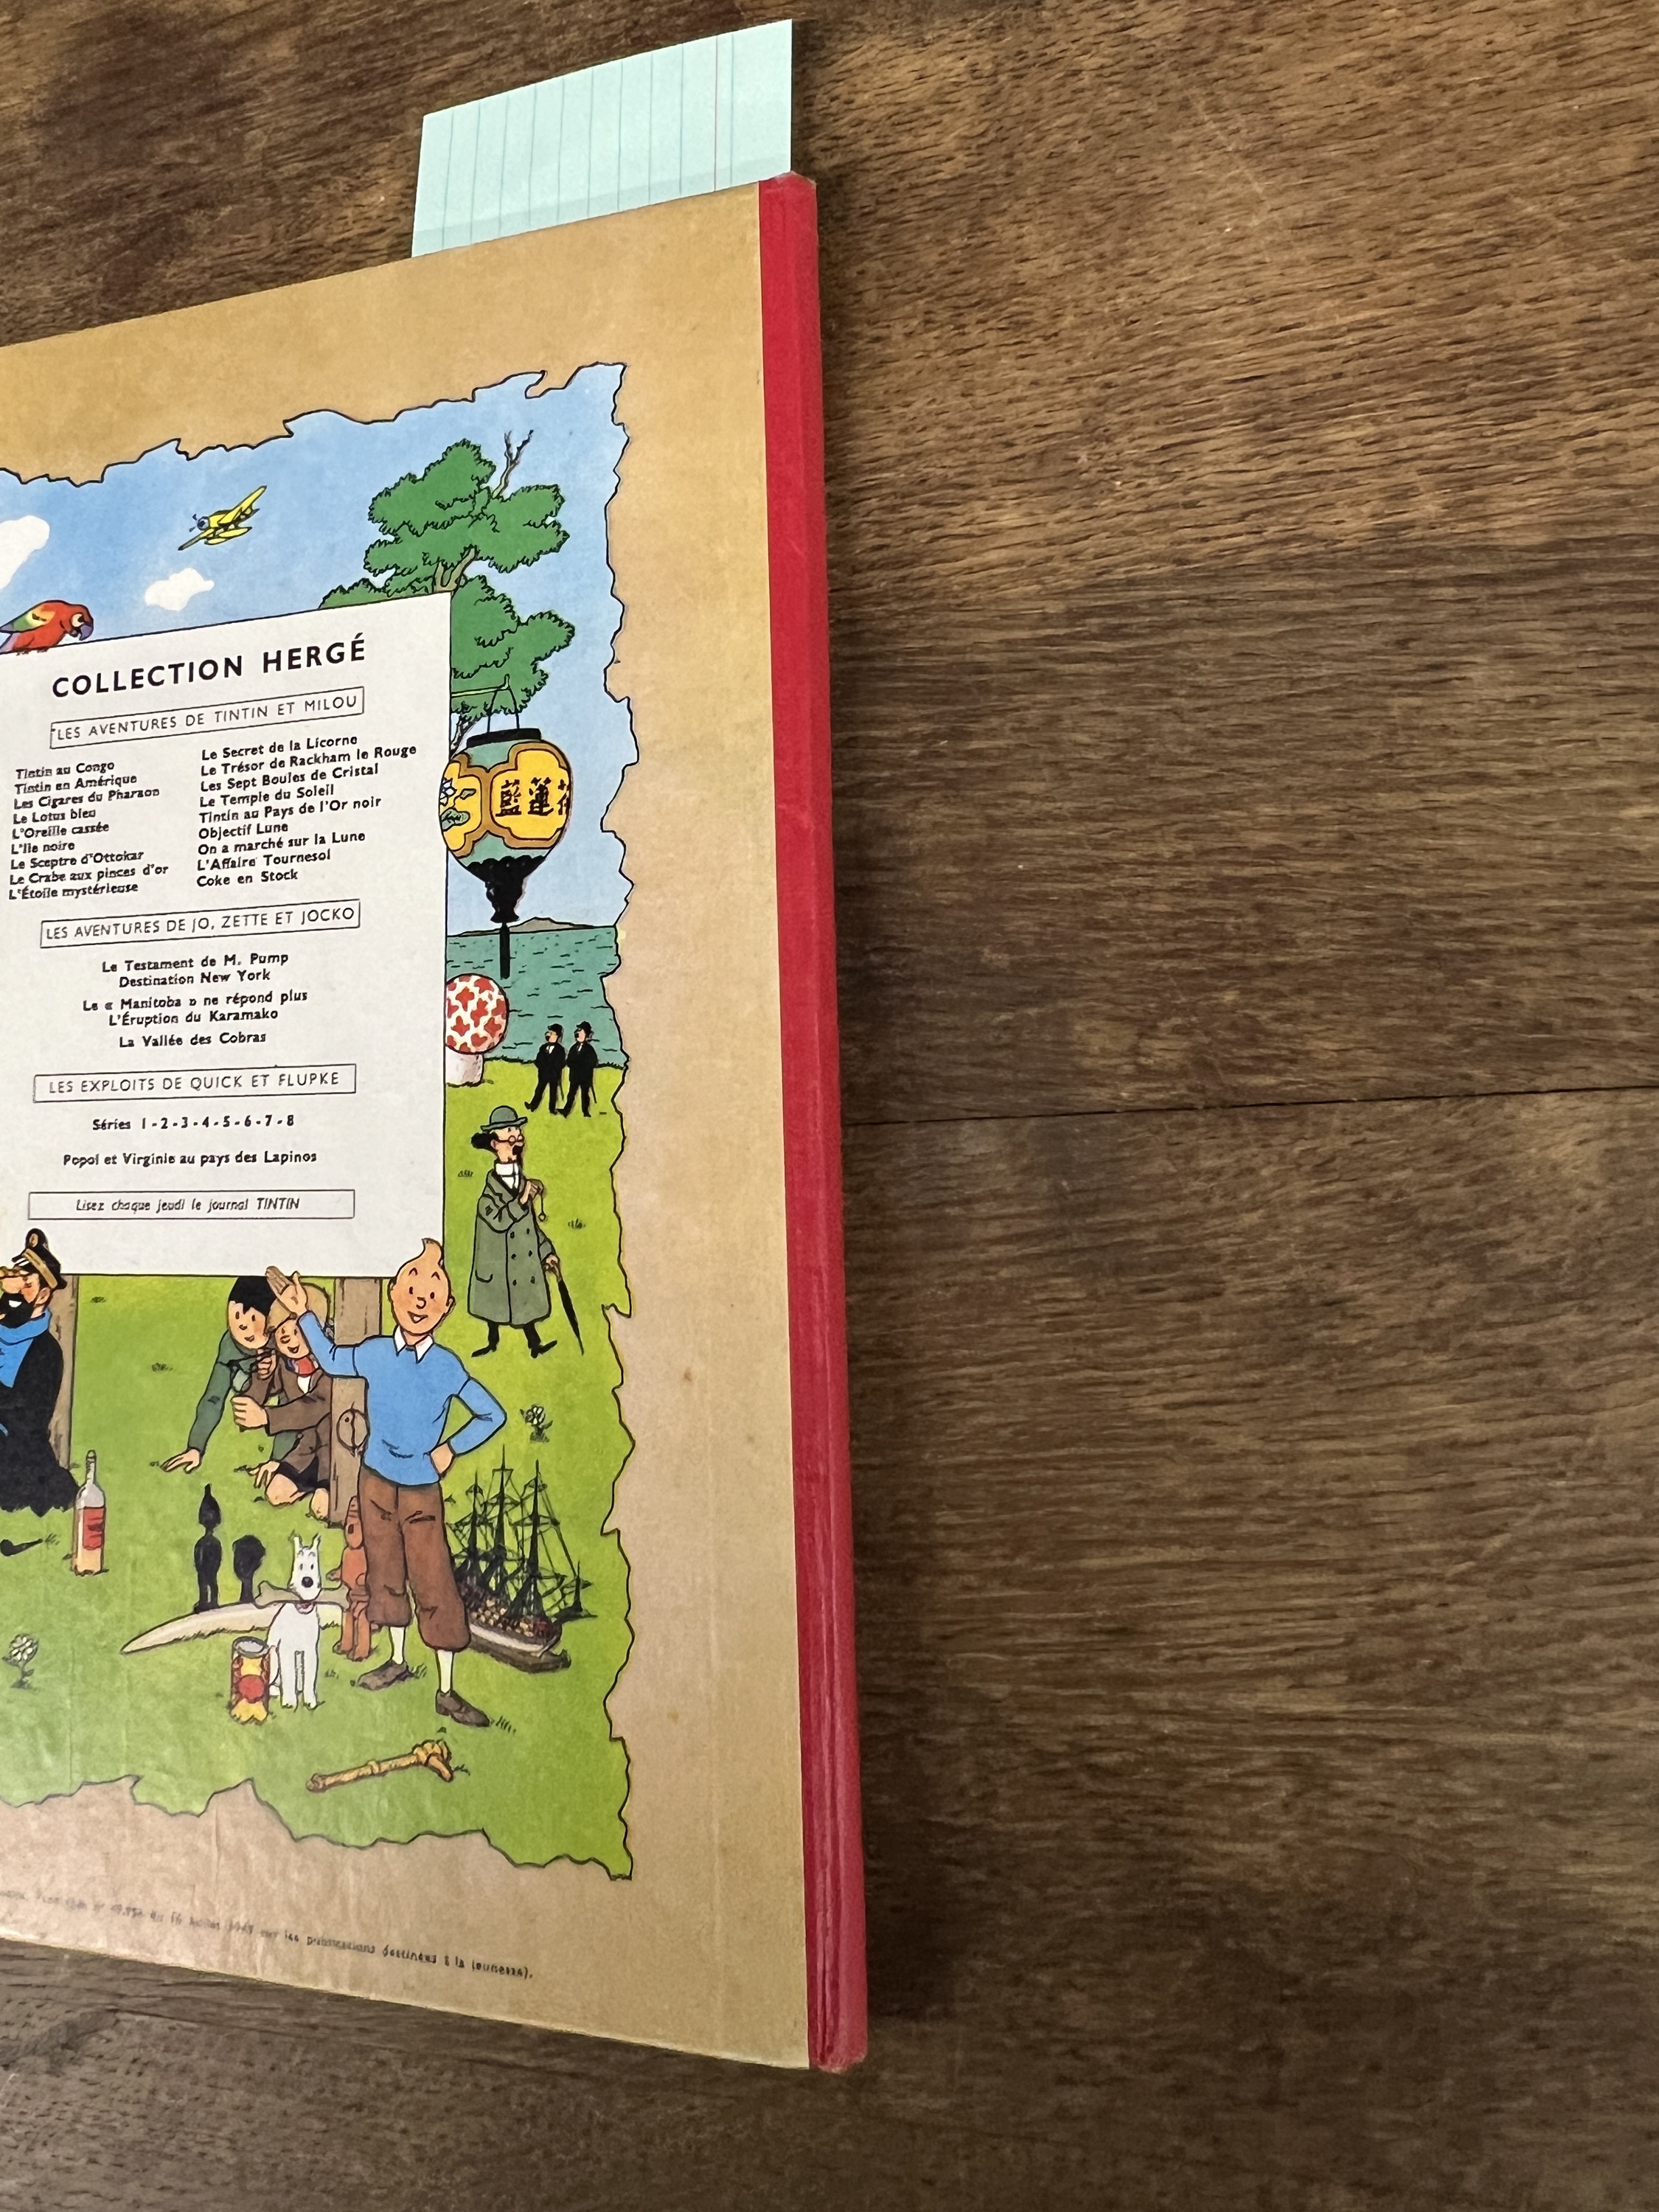 COLLECTION HERGÉ
LES AVENTURES DE TINTIN ET MILOU
Tintin au Congo
Tintin en Amérique
Les Cigares du Pharaon
Le Lotus bleu
L'Oreille cassée
L'Ile noire
Le Sceptre d'Ottokar
Le Crabe aux pinces d'or
L'Étoile mystérieuse
Le Secret de la Licorne
Le Trésor de Rackham le Rouge
Les Sept Boules de Cristal
Le Temple du Soleil
Tintin au Pays de l'Or noir
Objectif Lune
On a marché sur la Lune
L'Affaire Tournesol
Coke en Stock
藍蓮花
LES AVENTURES DE JO, ZETTE ET JOCKO
Le Testament de M. Pump
Destination New York
Le « Manitoba » ne répond plus
L'Éruption du Karamako
La Vallée des Cobras
LES EXPLOITS DE QUICK ET FLUPKE
Séries 1 - 2 - 3 - 4 - 5 - 6 - 7 - 8
Popol et Virginie au pays des Lapinos
Lisez chaque jeudi le journal TINTIN
du 16 juillet 1949 sur les publications destinées à la jeunesse).